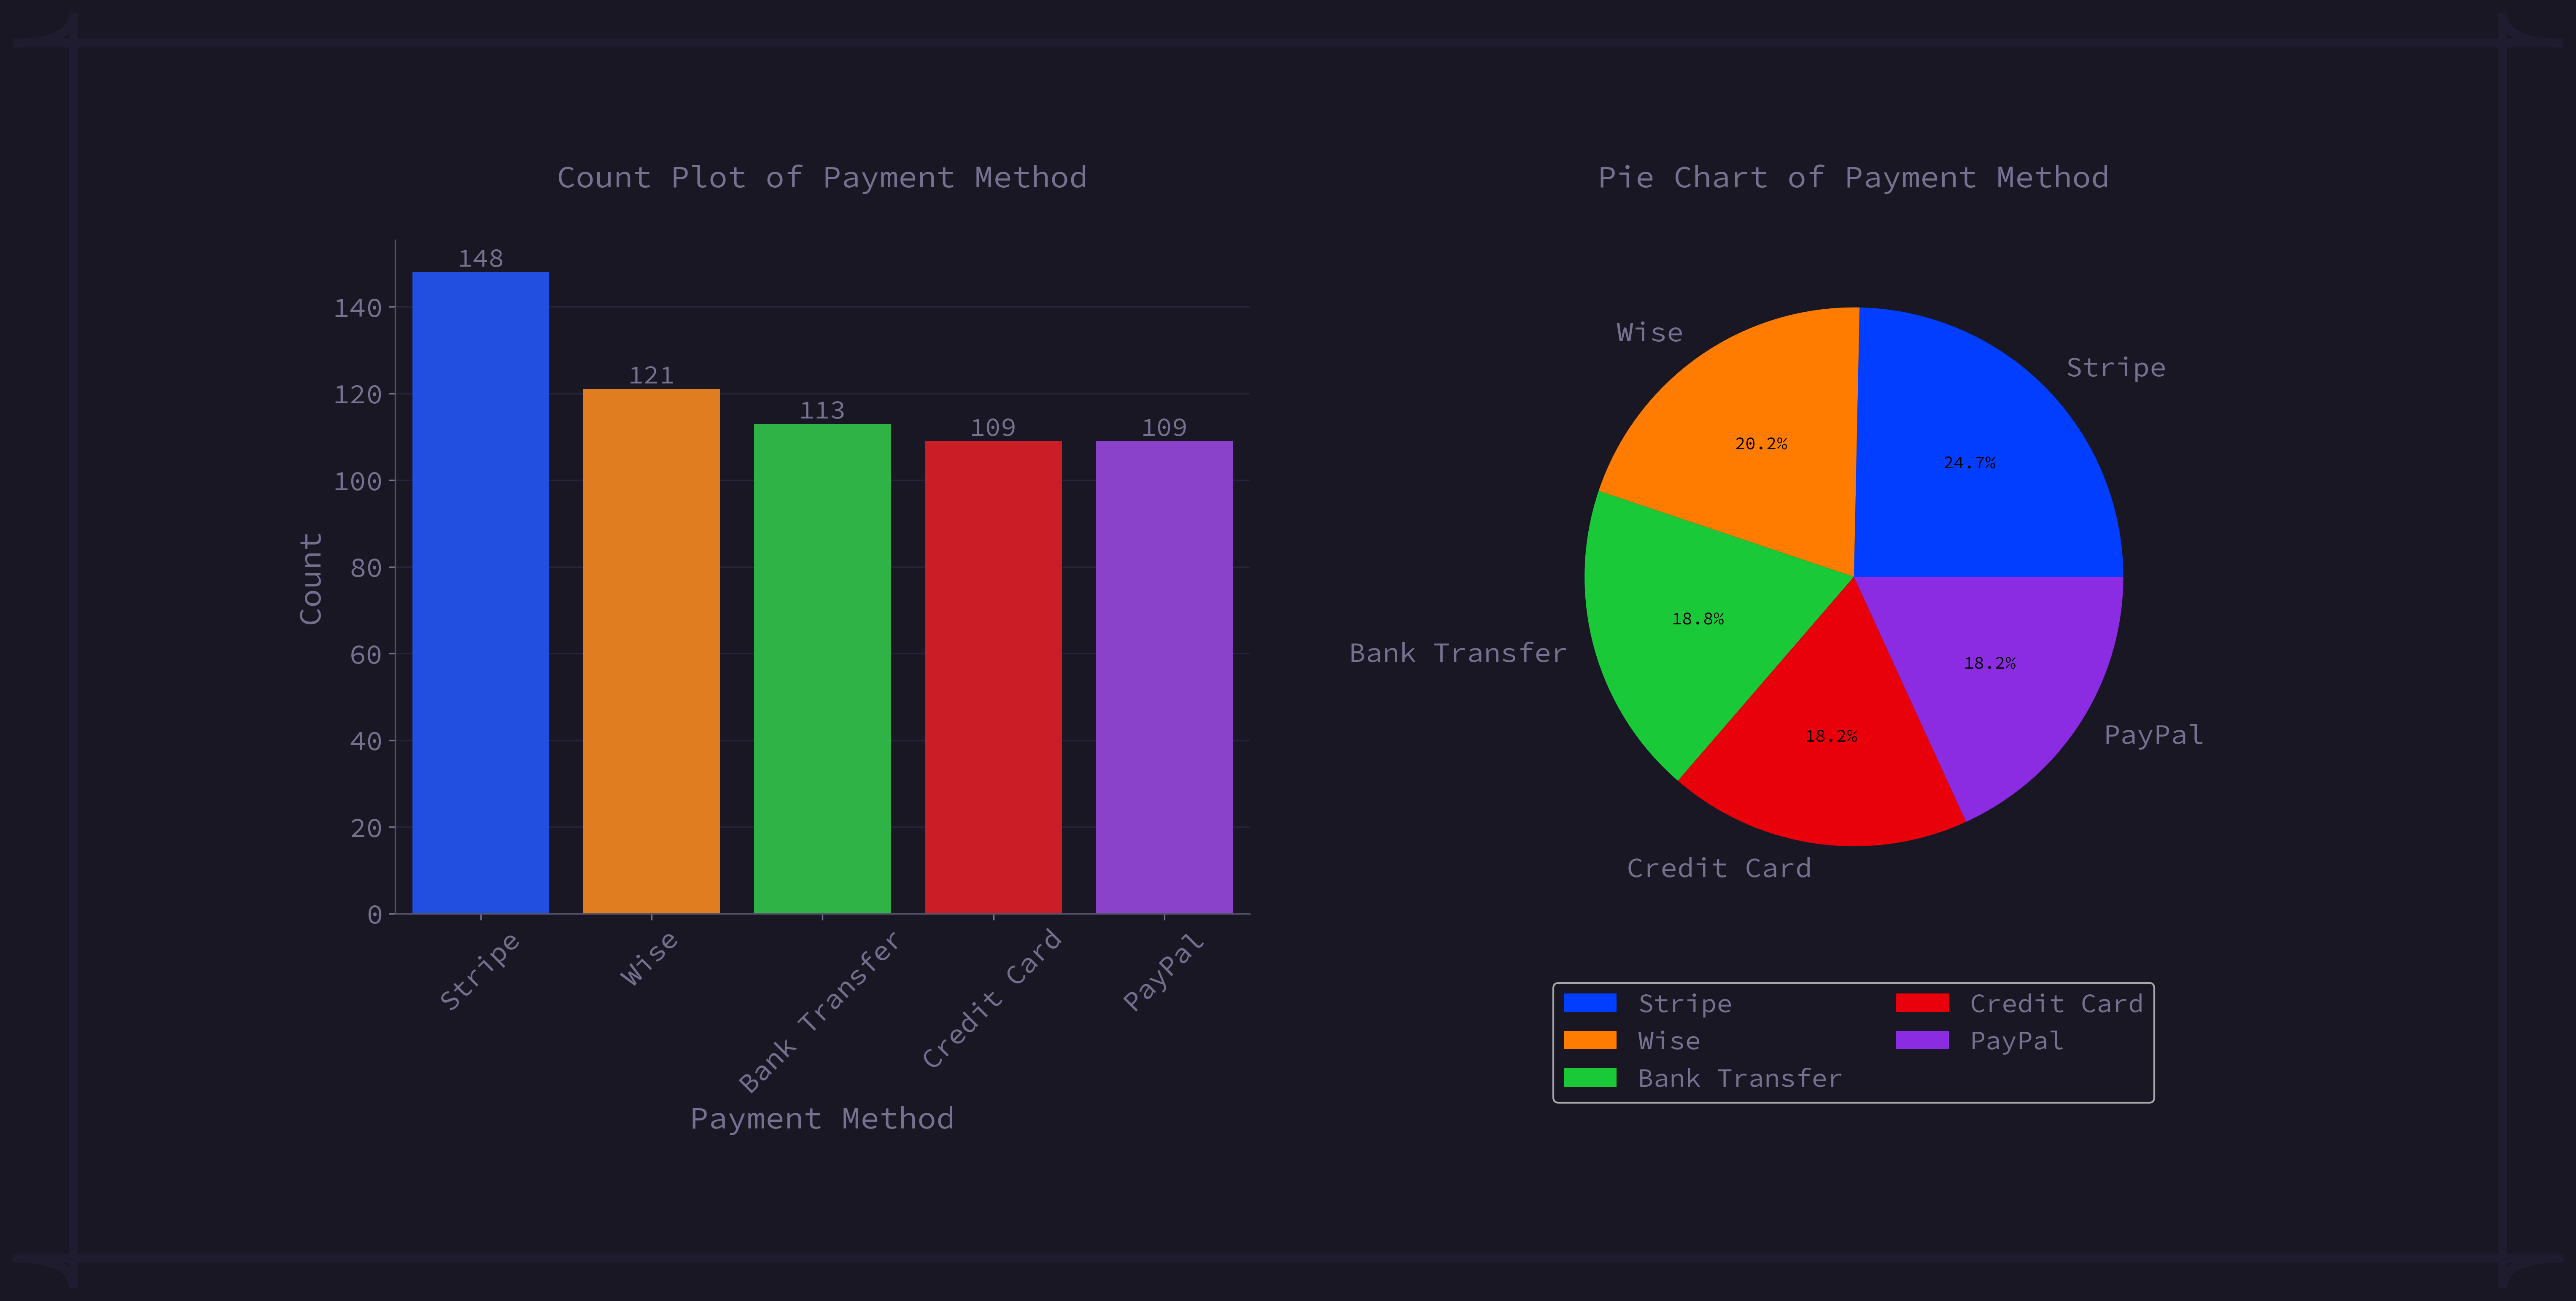 Count Plot of Payment Method
148
121
113
109
109
140
120
100
80
60
40
20
0
Count
Stripe
Wise
Bank Transfer
Credit Card
PayPal
Payment Method
Pie Chart of Payment Method
Stripe
Wise
Bank Transfer
Credit Card
PayPal
24.7%
20.2%
18.8%
18.2%
18.2%
Stripe
Wise
Bank Transfer
Credit Card
PayPal